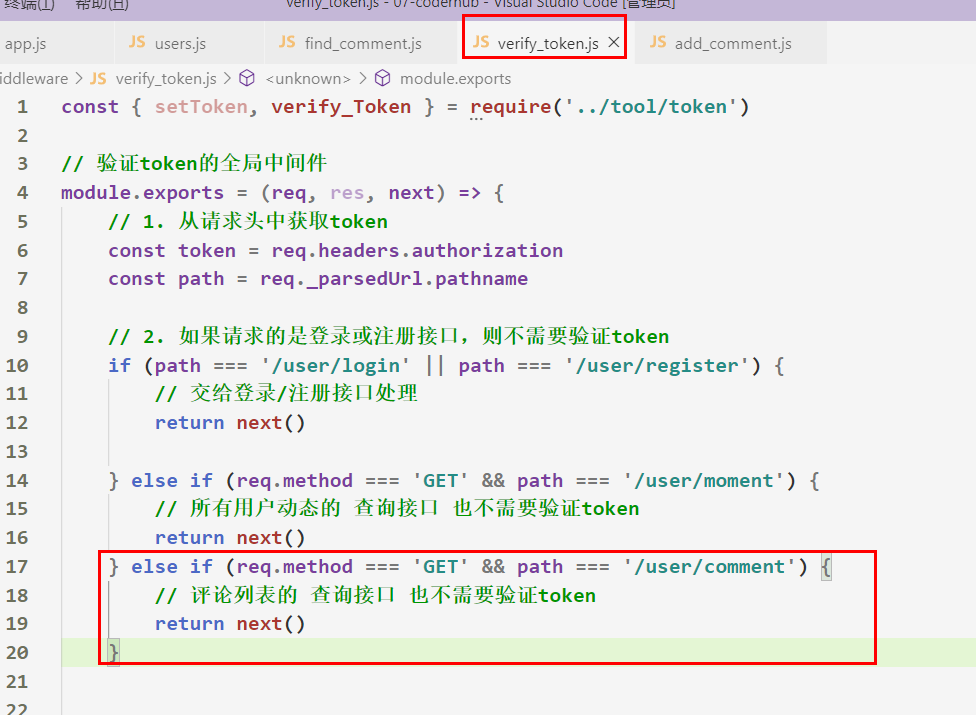 终端(T) 帮助(H) verify_token.js - 07-coderhub - Visual Studio Code [管理员]
app.js JS users.js JS find_comment.js JS verify_token.js × JS add_comment.js
iddleware > JS verify_token.js > <unknown> > module.exports
1 const { setToken, verify_Token } = require('../tool/token')
2
3 // 验证token的全局中间件
4 module.exports = (req, res, next) => {
5 // 1. 从请求头中获取token
6 const token = req.headers.authorization
7 const path = req._parsedUrl.pathname
8
9 // 2. 如果请求的是登录或注册接口，则不需要验证token
10 if (path === '/user/login' || path === '/user/register') {
11 // 交给登录/注册接口处理
12 return next()
13
14 } else if (req.method === 'GET' && path === '/user/moment') {
15 // 所有用户动态的 查询接口 也不需要验证token
16 return next()
17 } else if (req.method === 'GET' && path === '/user/comment') {
18 // 评论列表的 查询接口 也不需要验证token
19 return next()
20 }
21
22